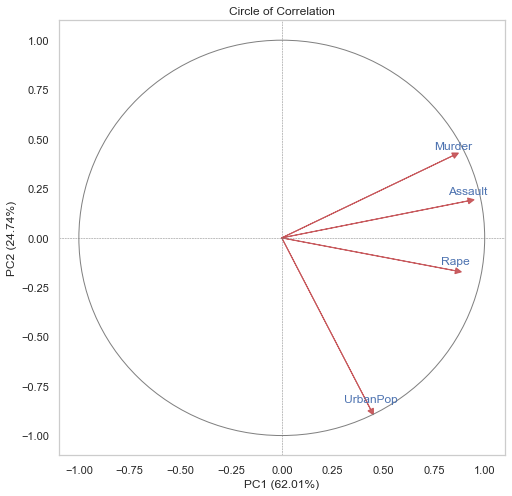 Circle of Correlation
1.00
0.75
0.50
0.25
0.00
−0.25
−0.50
−0.75
−1.00
PC2 (24.74%)
Murder
Assault
Rape
UrbanPop
−1.00 −0.75 −0.50 −0.25 0.00 0.25 0.50 0.75 1.00
PC1 (62.01%)